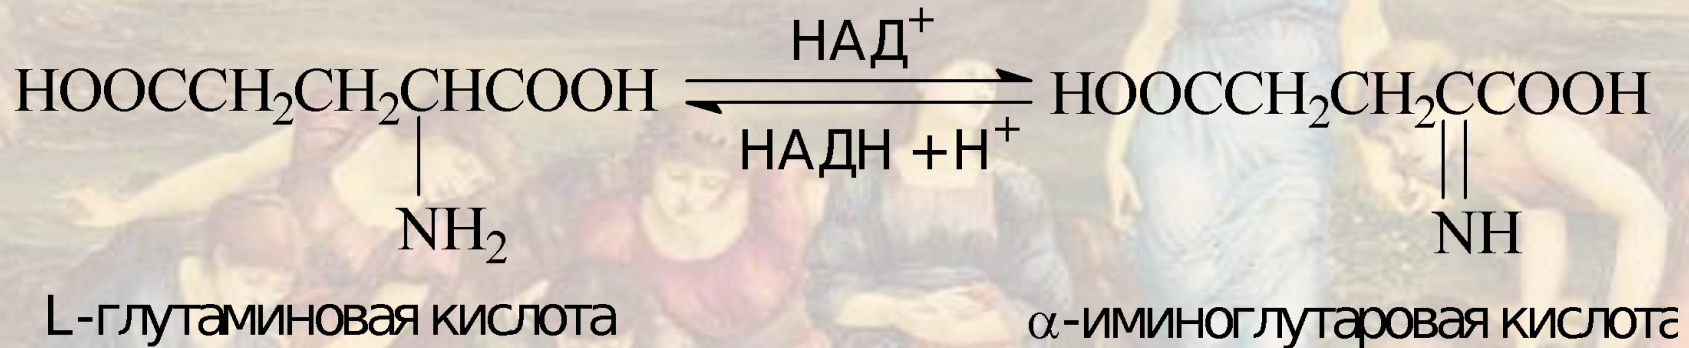 НАД⁺
HOOCCH₂CH₂CHCOOH HOOCCH₂CH₂CCOOH
НАДН + Н⁺
NH₂ NH
L-глутаминовая кислота α-иминоглутаровая кислота